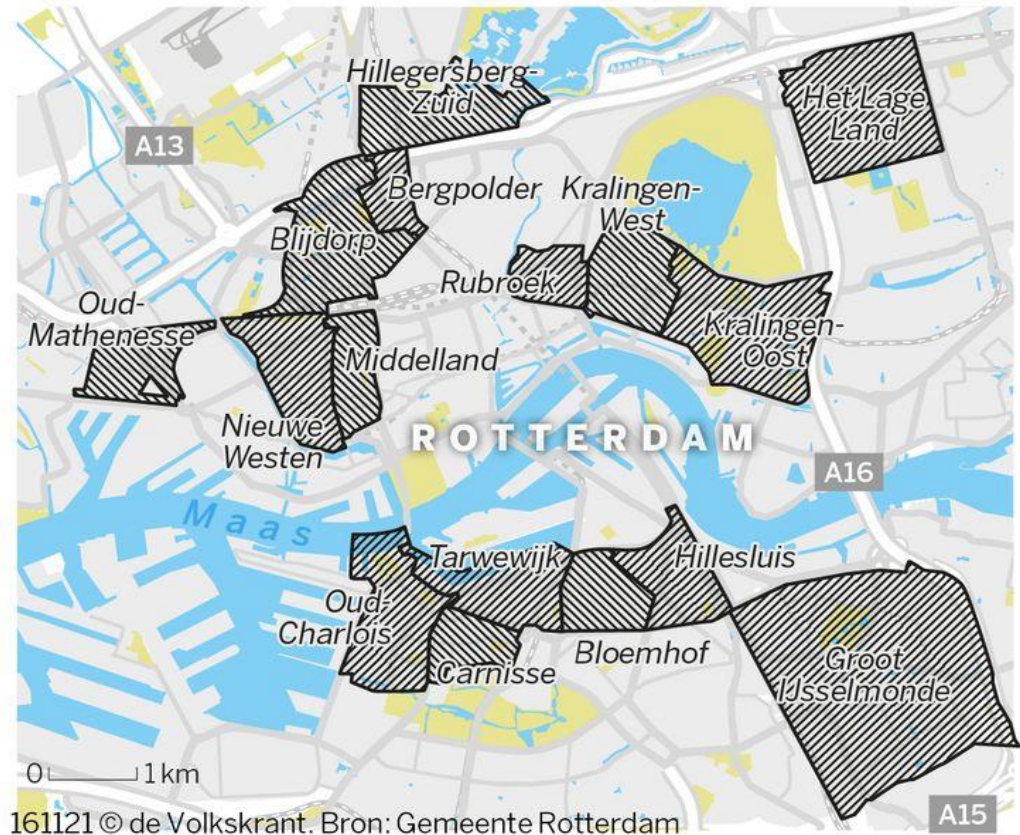 Hillegersberg-
Zuid
Het Lage
Land
A13
Bergpolder
Kralingen-
West
Blijdorp
Rubroek
Oud-
Mathenesse
Kralingen-
Oost
Middelland
Nieuwe
Westen
ROTTERDAM
A16
Maas
Tarwewijk
Hillesluis
Oud-
Charlois
Bloemhof
Carnisse
Groot
IJsselmonde
0 1 km
A15
161121 © de Volkskrant. Bron: Gemeente Rotterdam